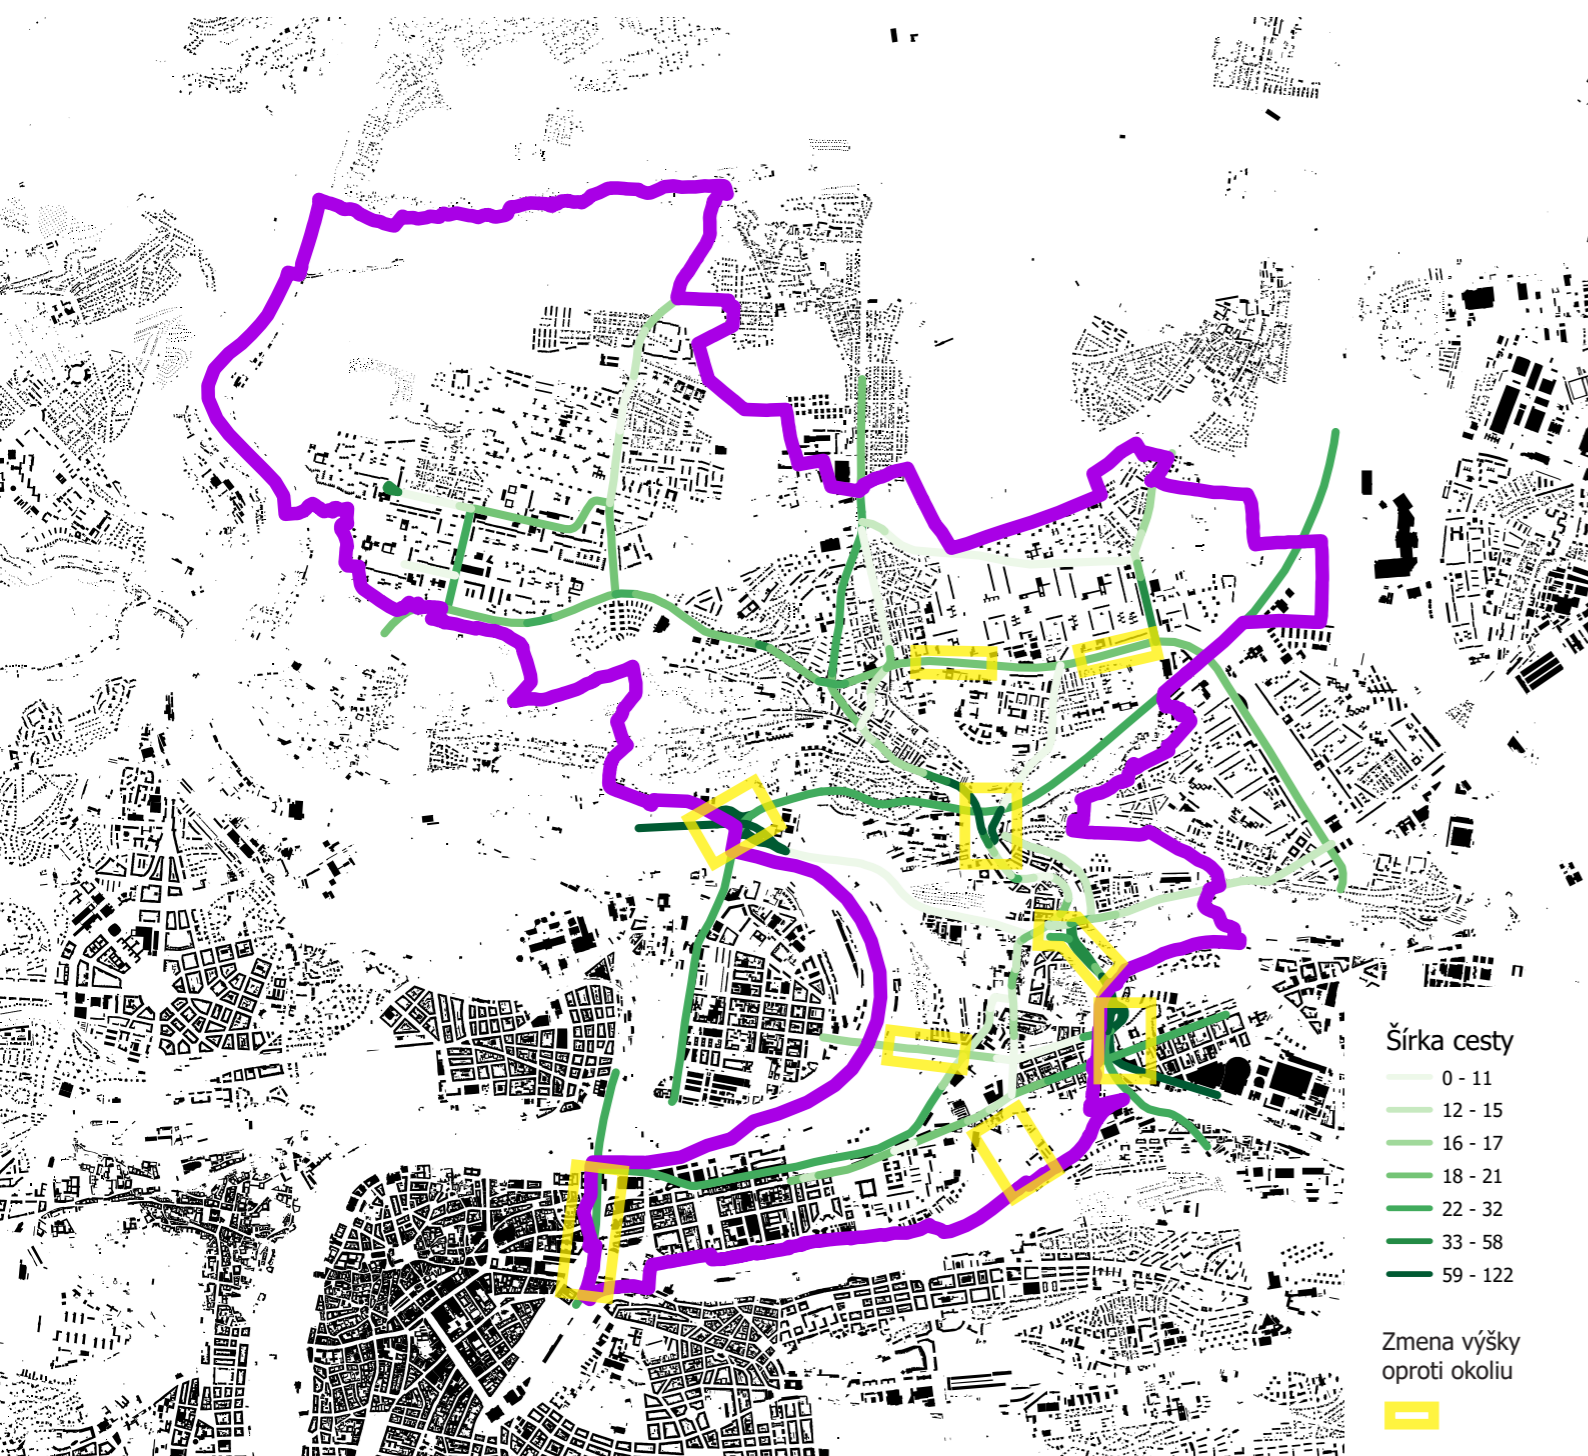 Šírka cesty
0 - 11
12 - 15
16 - 17
18 - 21
22 - 32
33 - 58
59 - 122
Zmena výšky
oproti okoliu